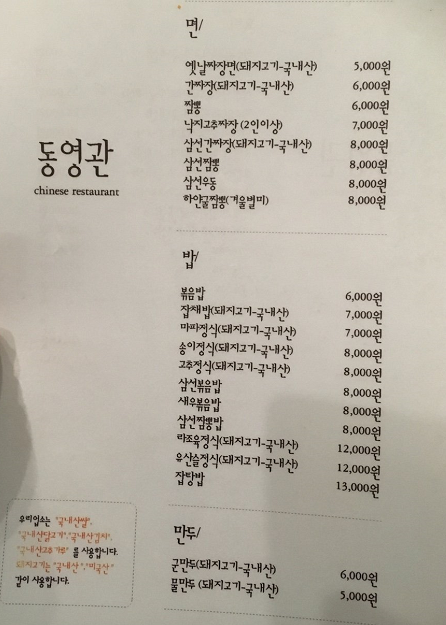 동영관
chinese restaurant
면/
옛날짜장면(돼지고기-국내산) 5,000원
간짜장(돼지고기-국내산) 6,000원
짬뽕 6,000원
낙지고추짜장 (2인이상) 7,000원
삼선간짜장(돼지고기-국내산) 8,000원
삼선짬뽕 8,000원
삼선우동 8,000원
하얀굴짬뽕(겨울별미) 8,000원
밥/
볶음밥 6,000원
잡채밥(돼지고기-국내산) 7,000원
마파정식(돼지고기-국내산) 7,000원
송이정식(돼지고기-국내산) 8,000원
고추정식(돼지고기-국내산) 8,000원
삼선볶음밥 8,000원
새우볶음밥 8,000원
삼선짬뽕밥 8,000원
라조육정식(돼지고기-국내산) 12,000원
유산슬정식(돼지고기-국내산) 12,000원
잡탕밥 13,000원
만두/
군만두(돼지고기-국내산) 6,000원
물만두 (돼지고기-국내산) 5,000원
우리업소는 "국내산쌀",
"국내산닭고기","국내산김치",
"국내산고추가루" 를 사용합니다.
돼지고기는 "국내산","미국산"
같이 사용합니다.